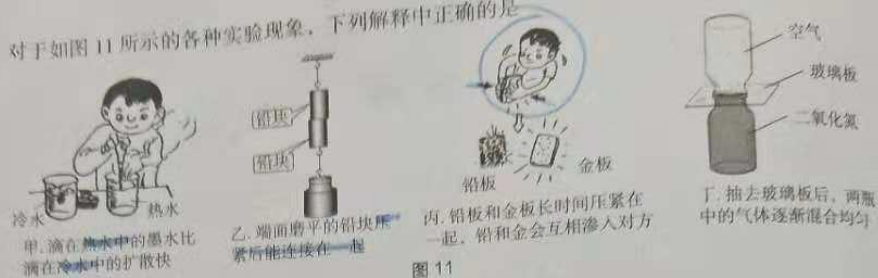 对于如图11所示的各种实验现象，下列解释中正确的是
空气
玻璃板
二氧化氮
铅块
铅块
铅板
金板
冷水
热水
甲.滴在热水中的墨水比
滴在冷水中的扩散快
乙.端面磨平的铅块压
紧后能连接在一起
丙.铅板和金板长时间压紧在
一起，铅和金会互相渗入对方
丁.抽去玻璃板后，两瓶
中的气体逐渐混合均匀
图11